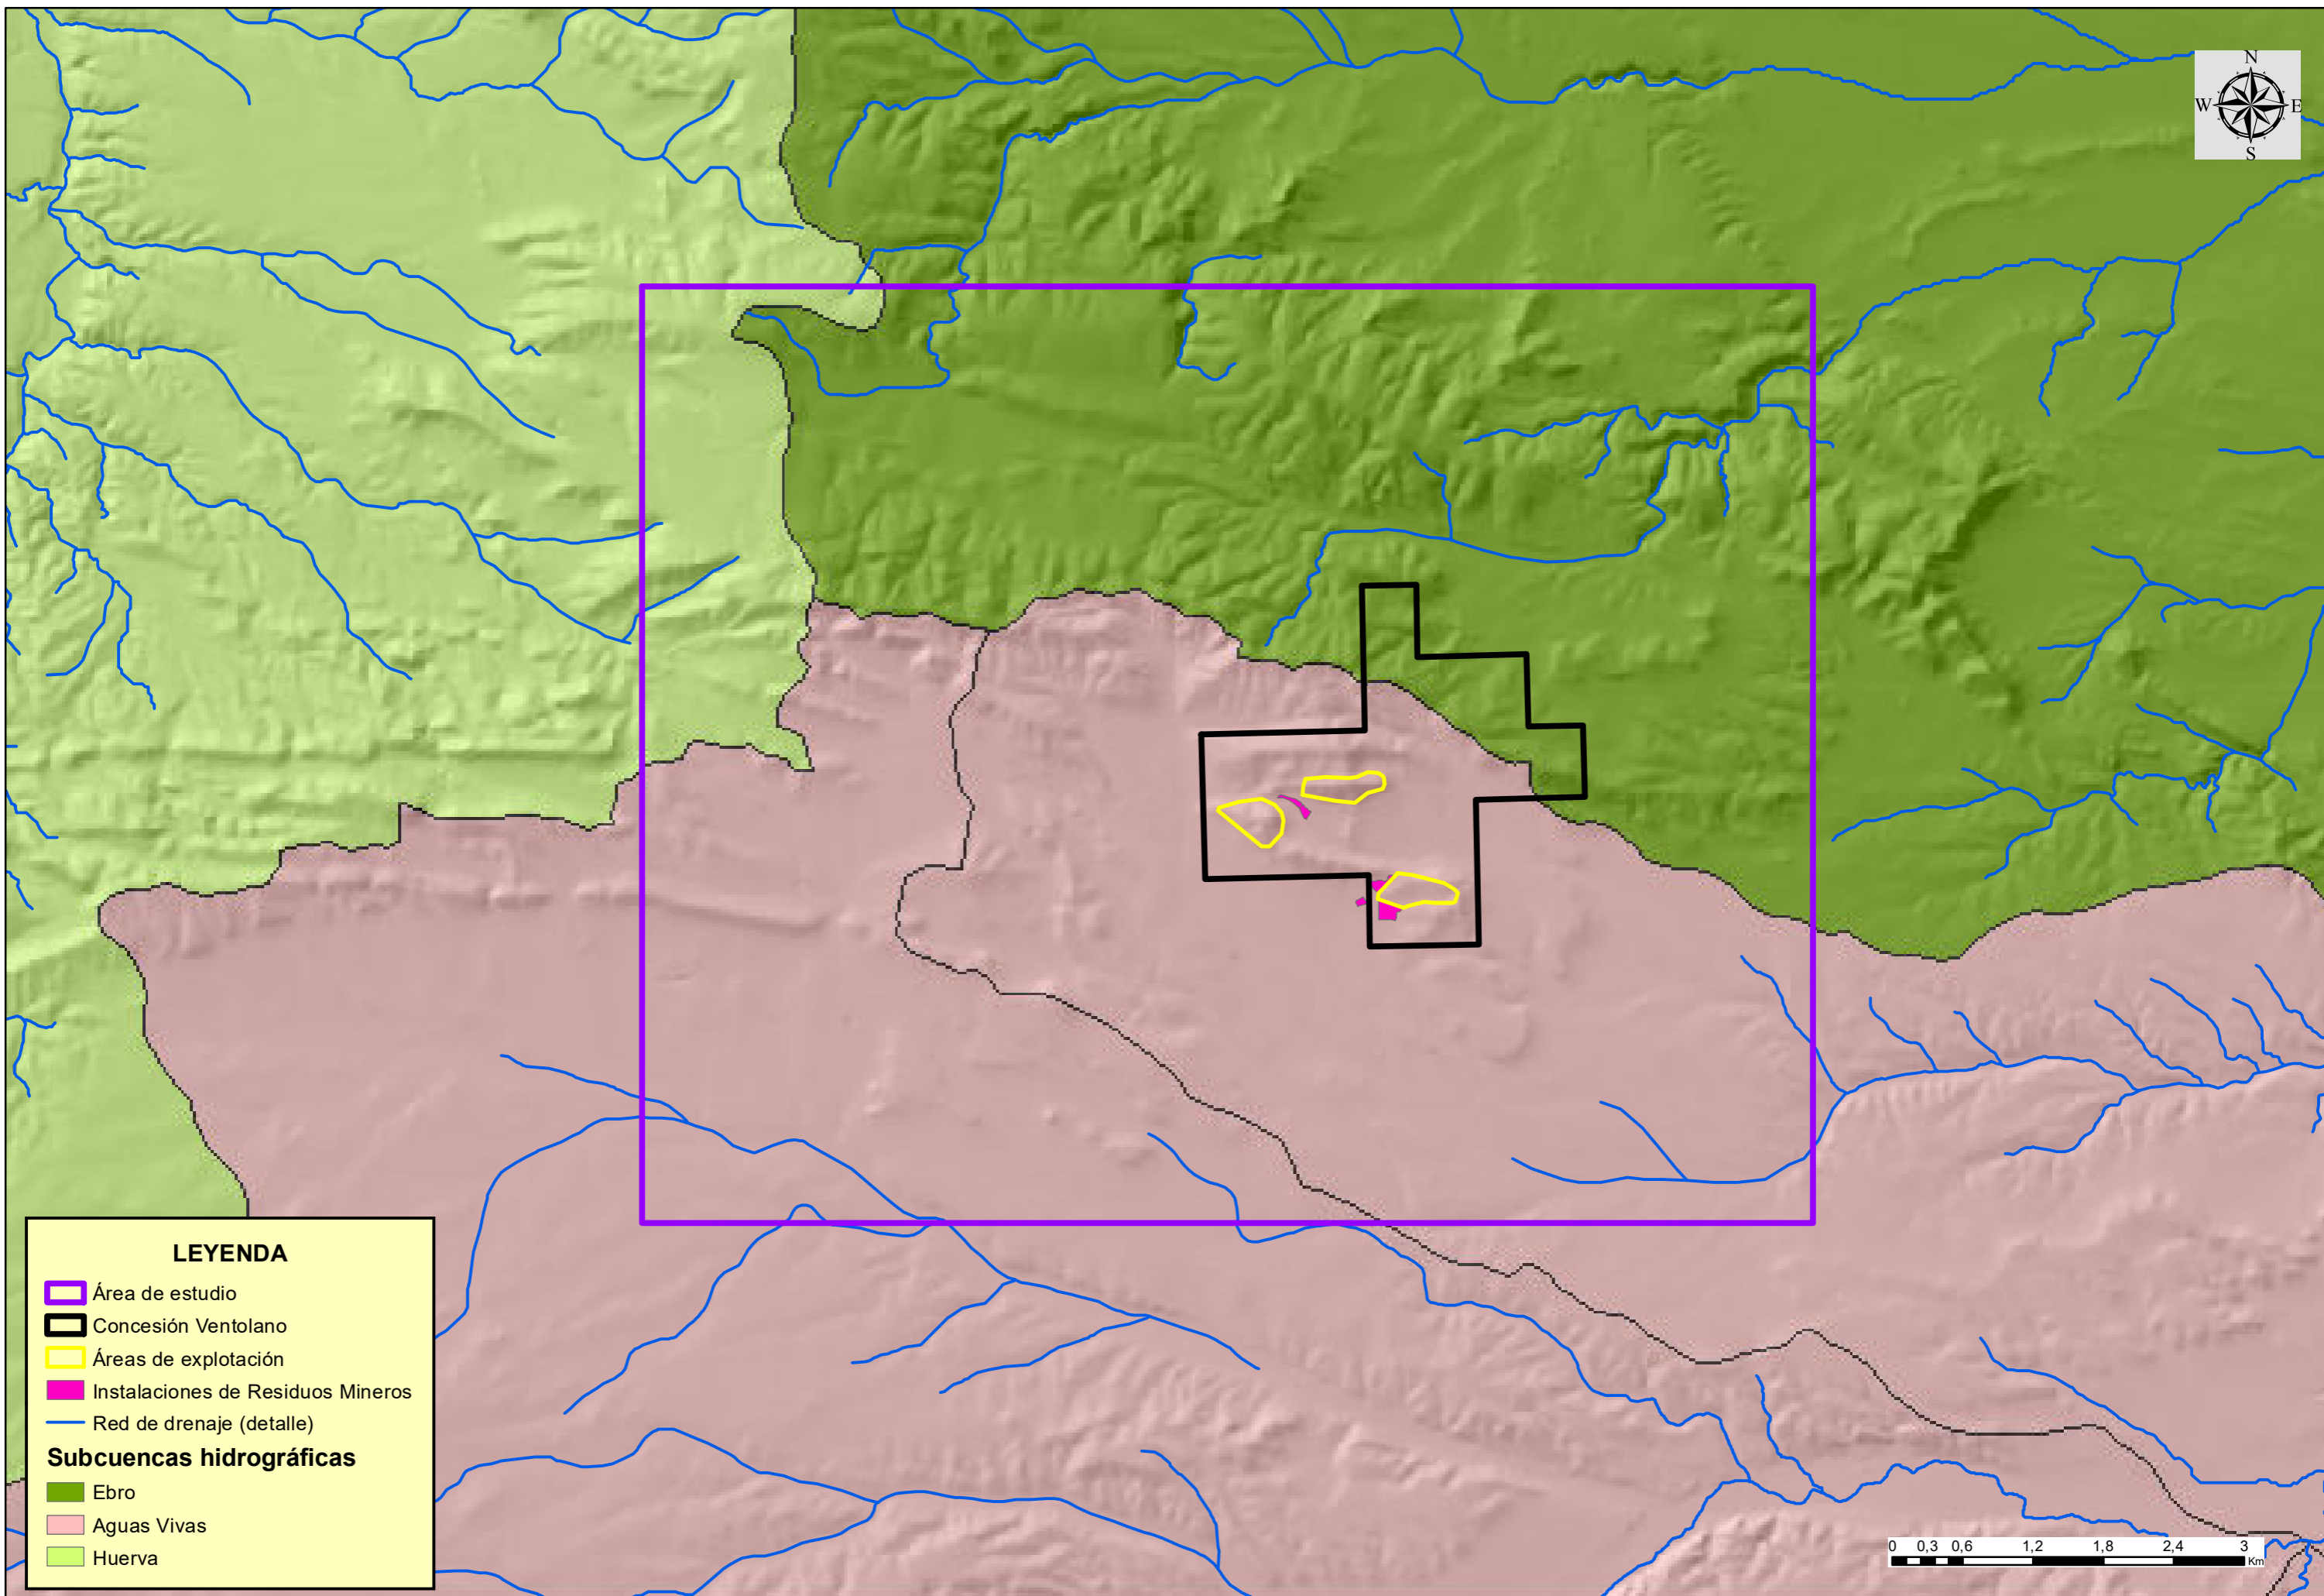 N
W E
S
LEYENDA
Área de estudio
Concesión Ventolano
Áreas de explotación
Instalaciones de Residuos Mineros
Red de drenaje (detalle)
Subcuencas hidrográficas
Ebro
Aguas Vivas
Huerva
0 0,3 0,6 1,2 1,8 2,4 3
Km